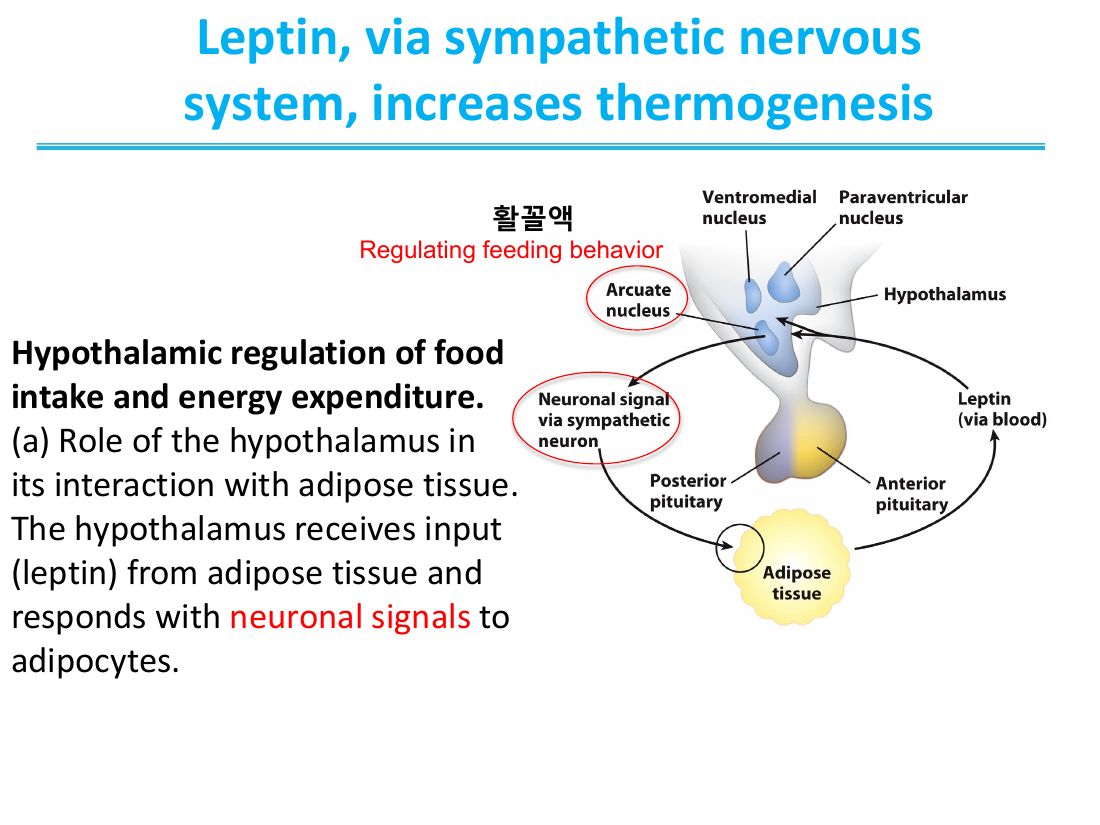 Leptin, via sympathetic nervous
system, increases thermogenesis
활꼴액
Regulating feeding behavior
Ventromedial
nucleus
Paraventricular
nucleus
Arcuate
nucleus
Hypothalamus
Hypothalamic regulation of food
intake and energy expenditure.
(a) Role of the hypothalamus in
its interaction with adipose tissue.
The hypothalamus receives input
(leptin) from adipose tissue and
responds with neuronal signals to
adipocytes.
Neuronal signal
via sympathetic
neuron
Leptin
(via blood)
Posterior
pituitary
Anterior
pituitary
Adipose
tissue